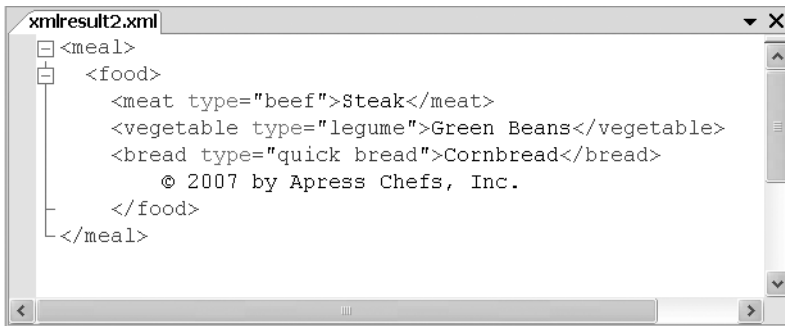 xmlresult2.xml
<meal>
<food>
<meat type="beef">Steak</meat>
<vegetable type="legume">Green Beans</vegetable>
<bread type="quick bread">Cornbread</bread>
© 2007 by Apress Chefs, Inc.
</food>
</meal>